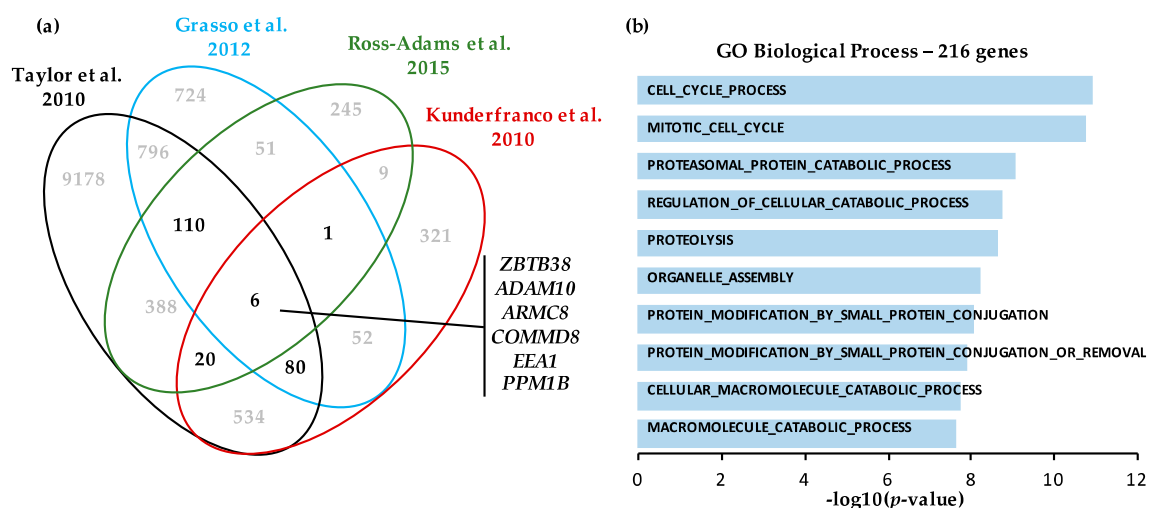 (a)
Grasso et al.
2012
Ross-Adams et al.
2015
Taylor et al.
2010
Kunderfranco et al.
2010
724
245
796
51
9
9178
110
1
321
388
6
52
20
80
534
ZBTB38
ADAM10
ARMC8
COMMD8
EEA1
PPM1B
(b)
GO Biological Process – 216 genes
CELL_CYCLE_PROCESS
MITOTIC_CELL_CYCLE
PROTEASOMAL_PROTEIN_CATABOLIC_PROCESS
REGULATION_OF_CELLULAR_CATABOLIC_PROCESS
PROTEOLYSIS
ORGANELLE_ASSEMBLY
PROTEIN_MODIFICATION_BY_SMALL_PROTEIN_CONJUGATION
PROTEIN_MODIFICATION_BY_SMALL_PROTEIN_CONJUGATION_OR_REMOVAL
CELLULAR_MACROMOLECULE_CATABOLIC_PROCESS
MACROMOLECULE_CATABOLIC_PROCESS
0 2 4 6 8 10 12
-log10(p-value)